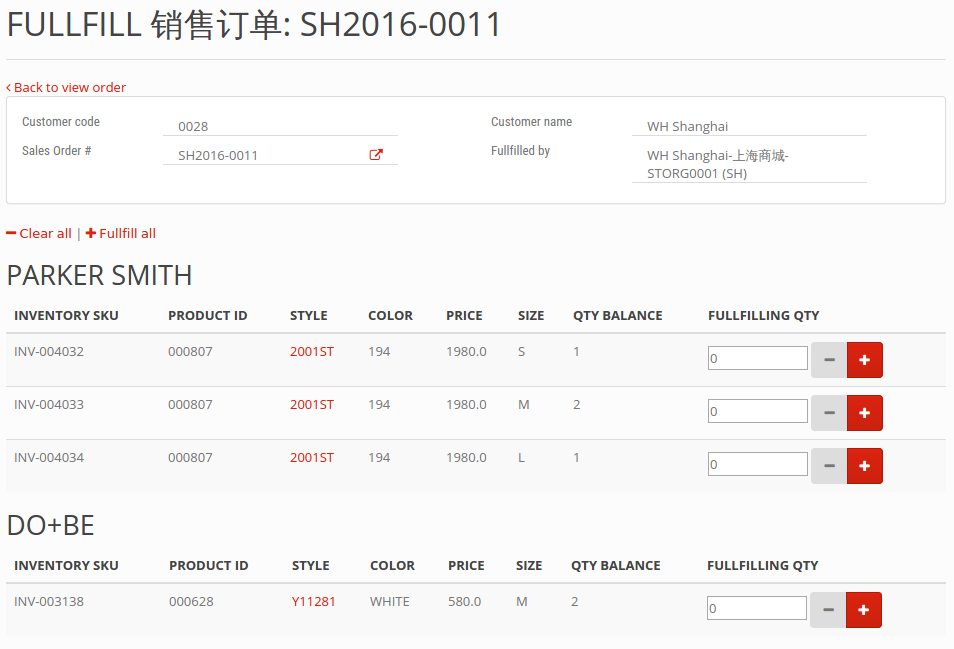 FULLFILL 销售订单: SH2016-0011
Back to view order
Customer code 0028 Customer name WH Shanghai
Sales Order # SH2016-0011 Fullfilled by WH Shanghai-上海商城-
STORG0001 (SH)
Clear all | Fullfill all
PARKER SMITH
INVENTORY SKU PRODUCT ID STYLE COLOR PRICE SIZE QTY BALANCE FULLFILLING QTY
INV-004032 000807 2001ST 194 1980.0 S 1 0
INV-004033 000807 2001ST 194 1980.0 M 2 0
INV-004034 000807 2001ST 194 1980.0 L 1 0
DO+BE
INVENTORY SKU PRODUCT ID STYLE COLOR PRICE SIZE QTY BALANCE FULLFILLING QTY
INV-003138 000628 Y11281 WHITE 580.0 M 2 0